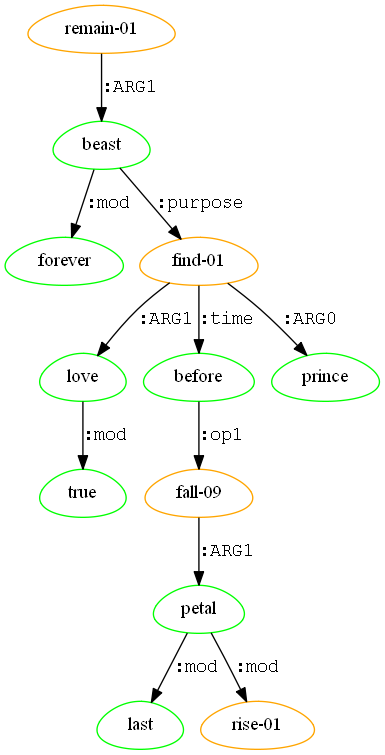 remain-01
:ARG1
beast
:mod :purpose
forever find-01
:ARG1 :time :ARG0
love before prince
:mod :op1
true fall-09
:ARG1
petal
:mod :mod
last rise-01